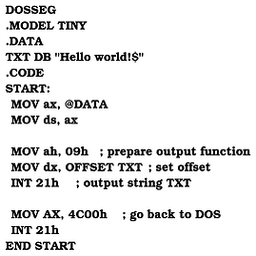 DOSSEG
.MODEL TINY
.DATA
TXT DB "Hello world!$"
.CODE
START:
MOV ax, @DATA
MOV ds, ax
MOV ah, 09h ; prepare output function
MOV dx, OFFSET TXT ; set offset
INT 21h ; output string TXT
MOV AX, 4C00h ; go back to DOS
INT 21h
END START